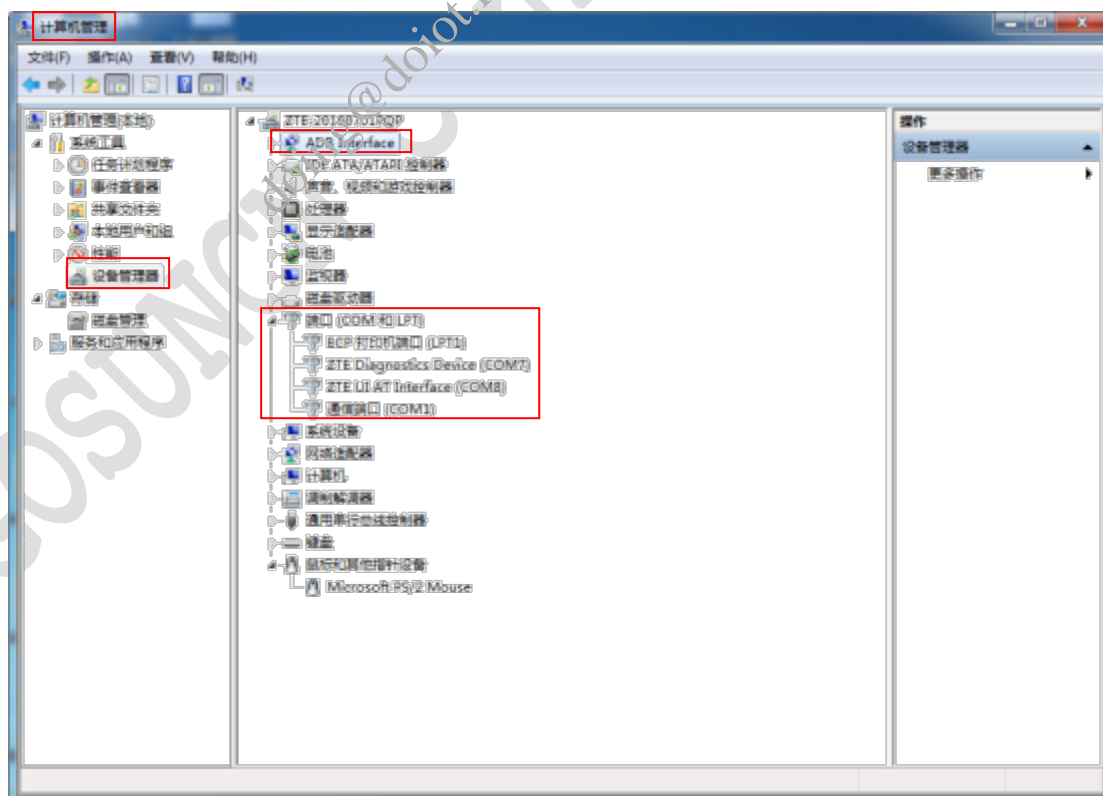 计算机管理
文件(F) 操作(A) 查看(V) 帮助(H)
计算机管理(本地)
系统工具
任务计划程序
事件查看器
共享文件夹
本地用户和组
性能
设备管理器
存储
磁盘管理
服务和应用程序
ADB Interface
IDE ATA/ATAPI 控制器
声音、视频和游戏控制器
处理器
显示适配器
电池
监视器
磁盘驱动器
端口 (COM 和 LPT)
ECP 打印机端口 (LPT1)
ZTE Diagnostics Device (COM7)
ZTE UI AT Interface (COM8)
通信端口 (COM1)
系统设备
网络适配器
计算机
调制解调器
通用串行总线控制器
键盘
鼠标和其他指针设备
Microsoft PS/2 Mouse
操作
设备管理器
更多操作
GOSUNCN
@doiot.